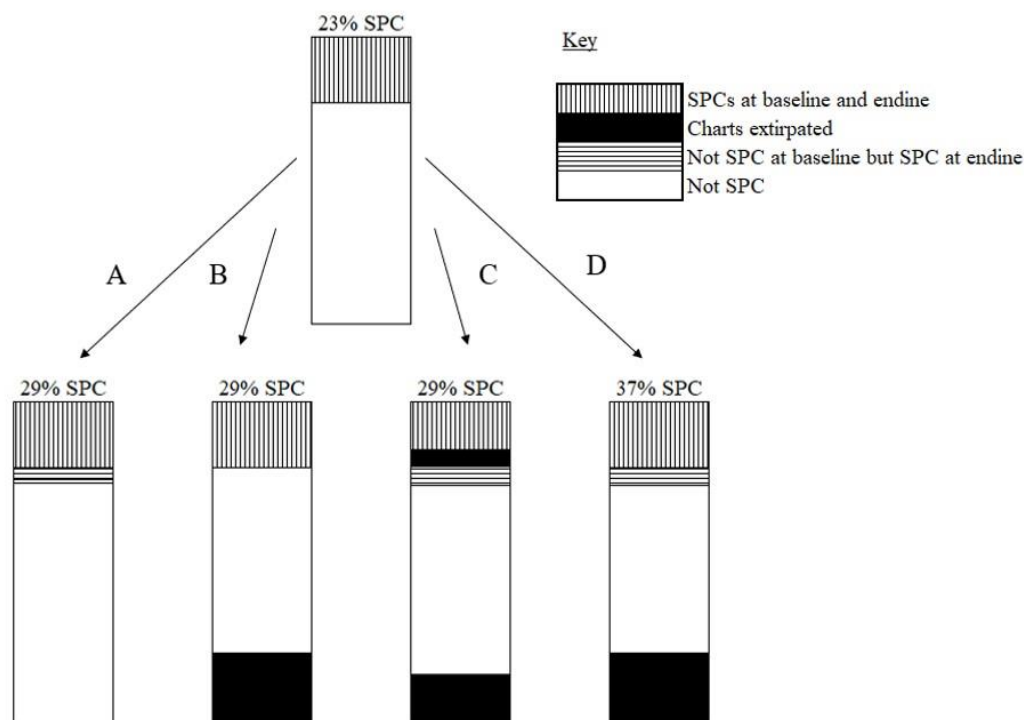 23% SPC
Key
SPCs at baseline and endine
Charts extirpated
Not SPC at baseline but SPC at endine
Not SPC
A
B
C
D
29% SPC
29% SPC
29% SPC
37% SPC